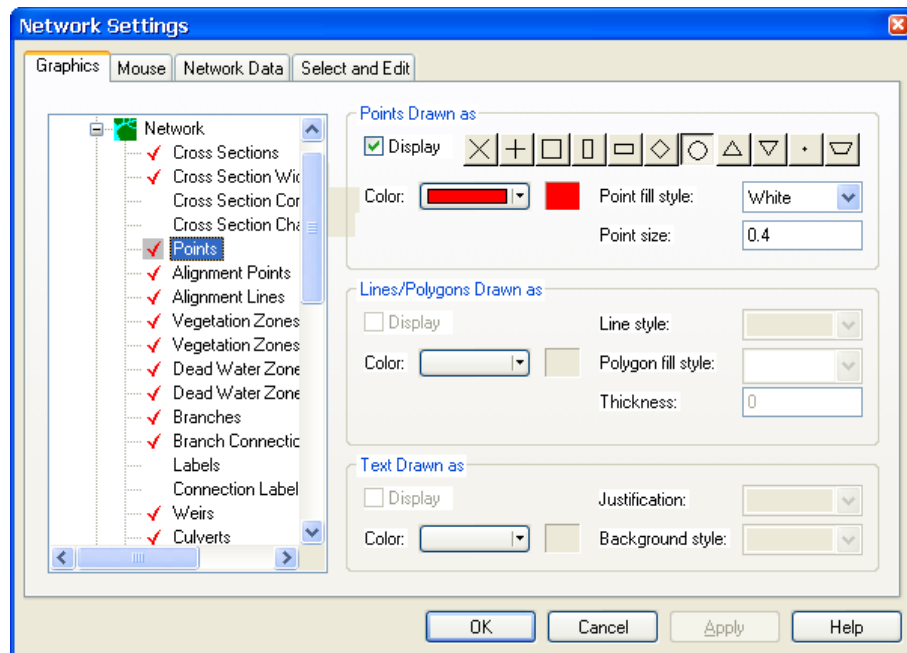 Network Settings
Graphics Mouse Network Data Select and Edit
Network
Cross Sections
Cross Section Wid
Cross Section Cor
Cross Section Cha
Points
Alignment Points
Alignment Lines
Vegetation Zones
Vegetation Zones
Dead Water Zone
Dead Water Zone
Branches
Branch Connectic
Labels
Connection Label
Weirs
Culverts
Points Drawn as
Display
Color: Point fill style: White
Point size: 0.4
Lines/Polygons Drawn as
Display Line style:
Color: Polygon fill style:
Thickness: 0
Text Drawn as
Display Justification:
Color: Background style:
OK Cancel Apply Help